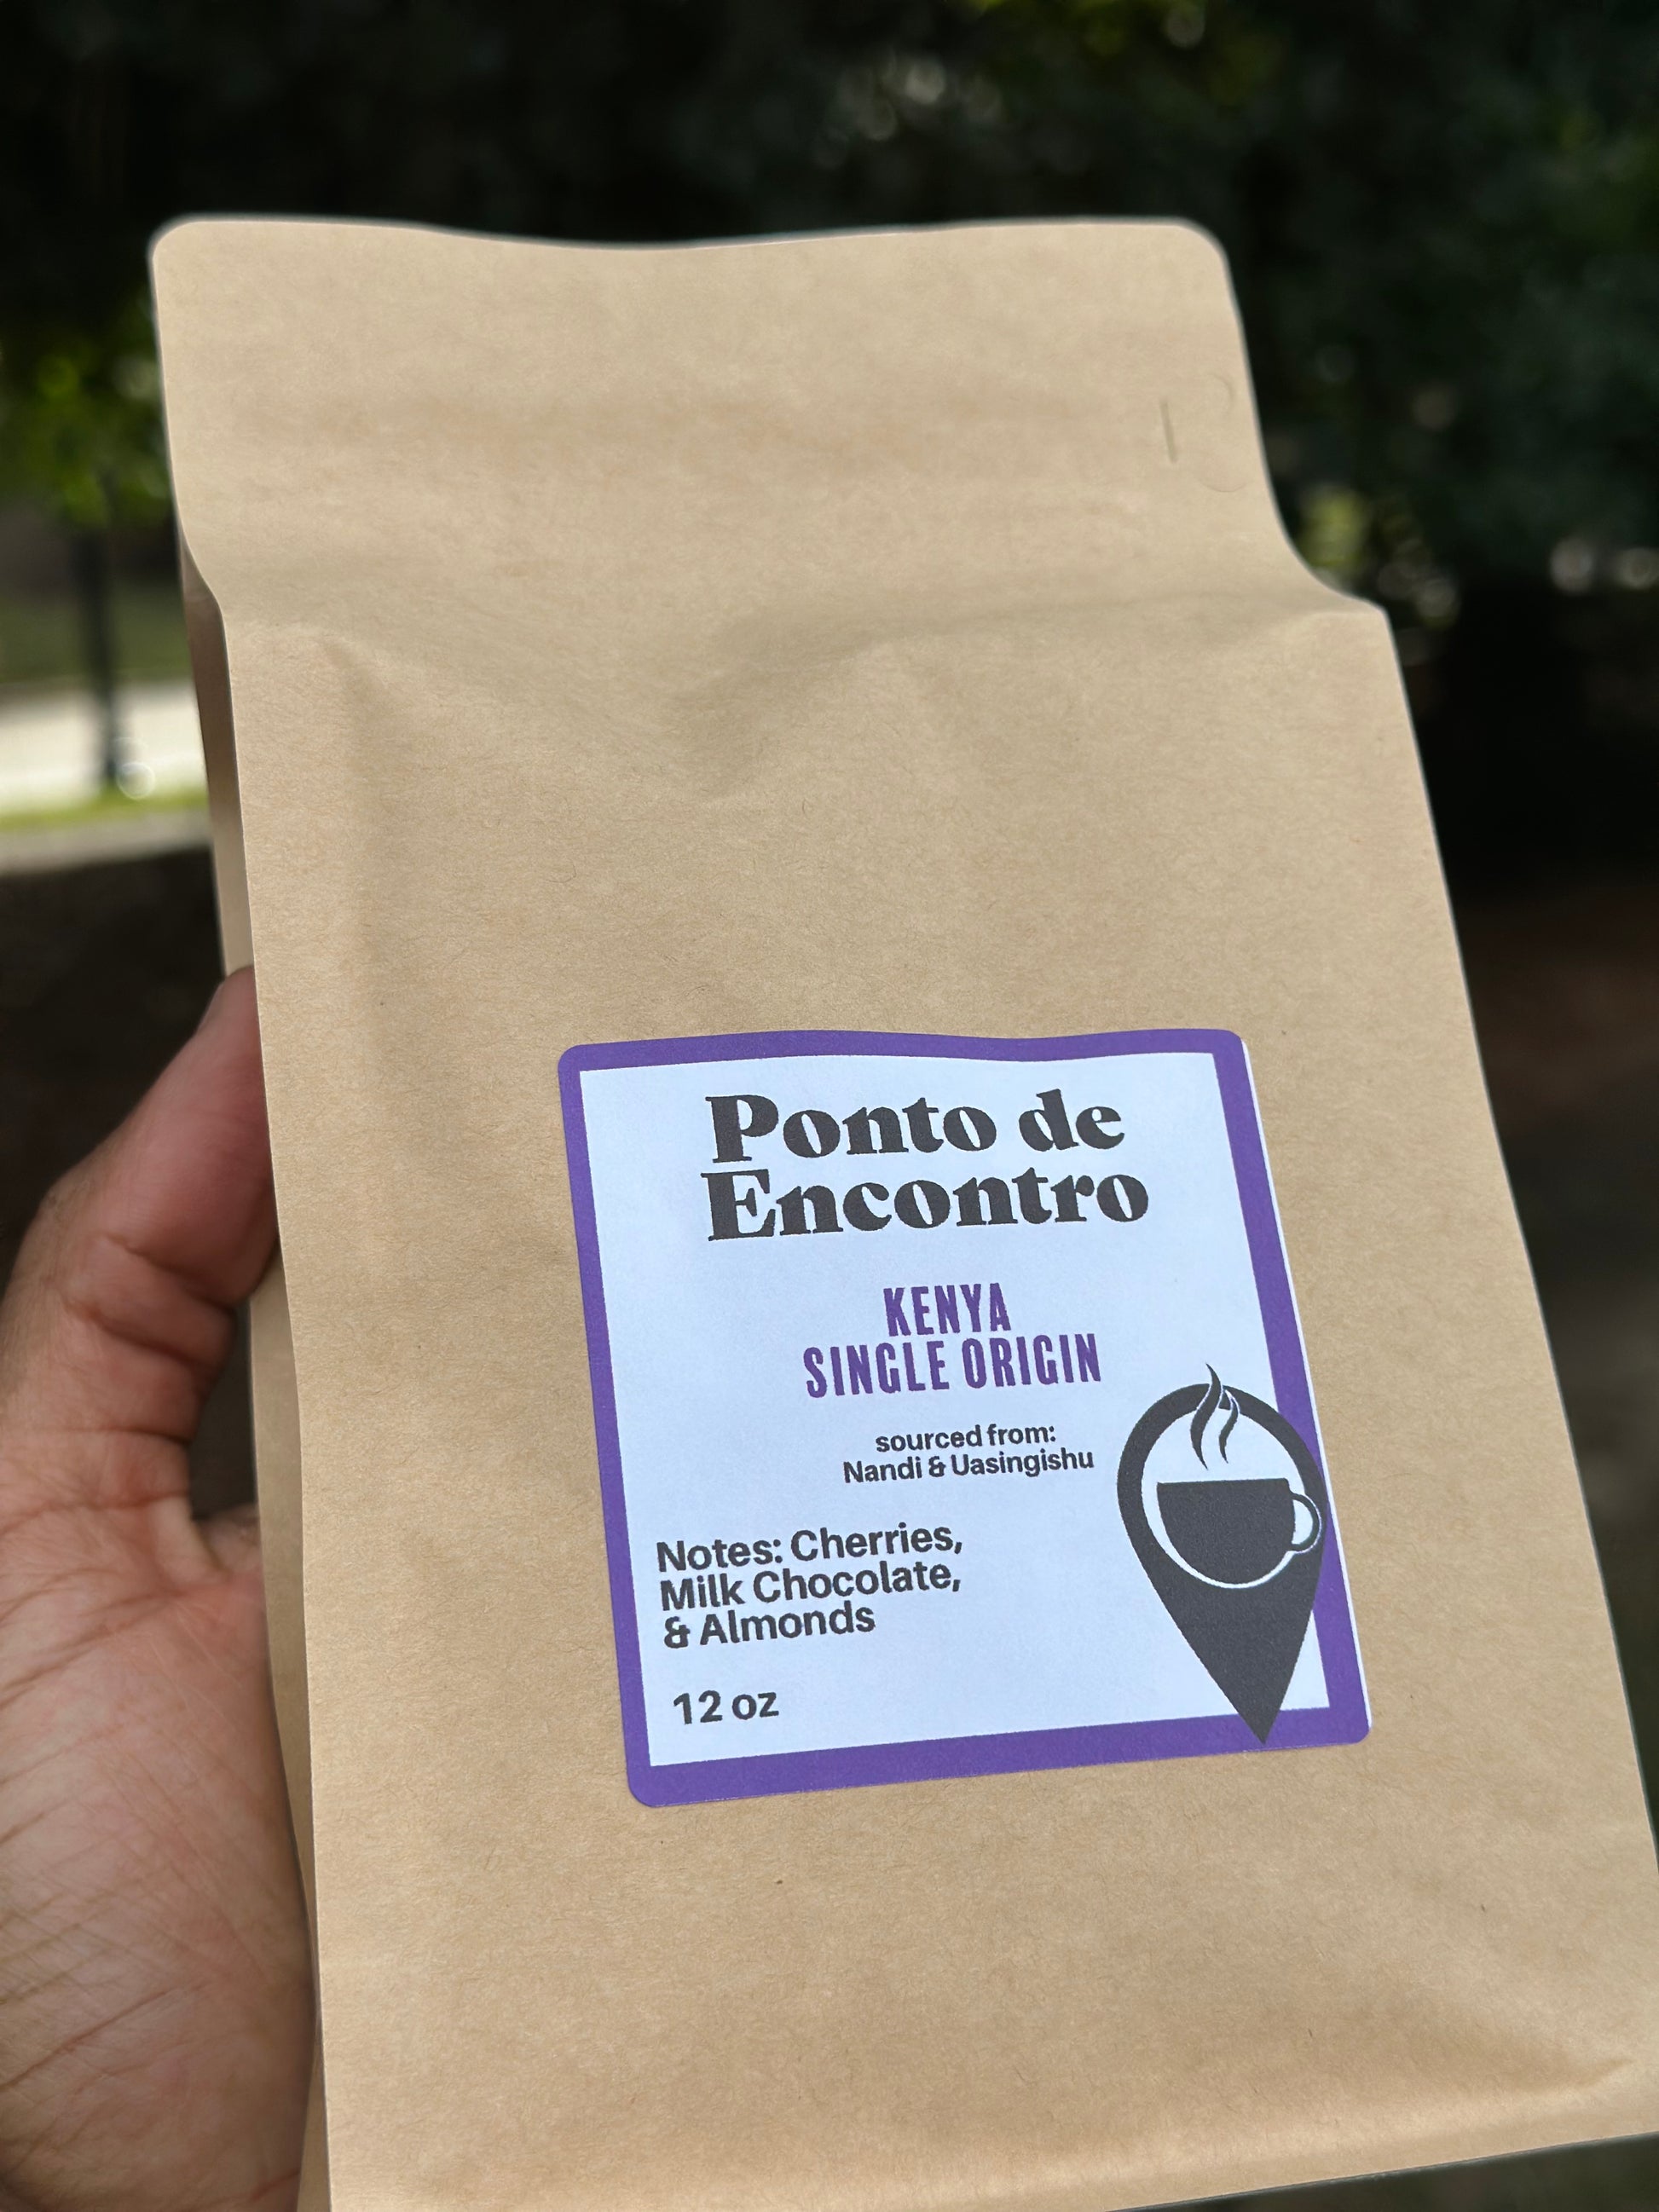 Ponto de
Encontro
KENYA
SINGLE ORIGIN
sourced from:
Nandi & Uasingishu
Notes: Cherries,
Milk Chocolate,
& Almonds
12 oz